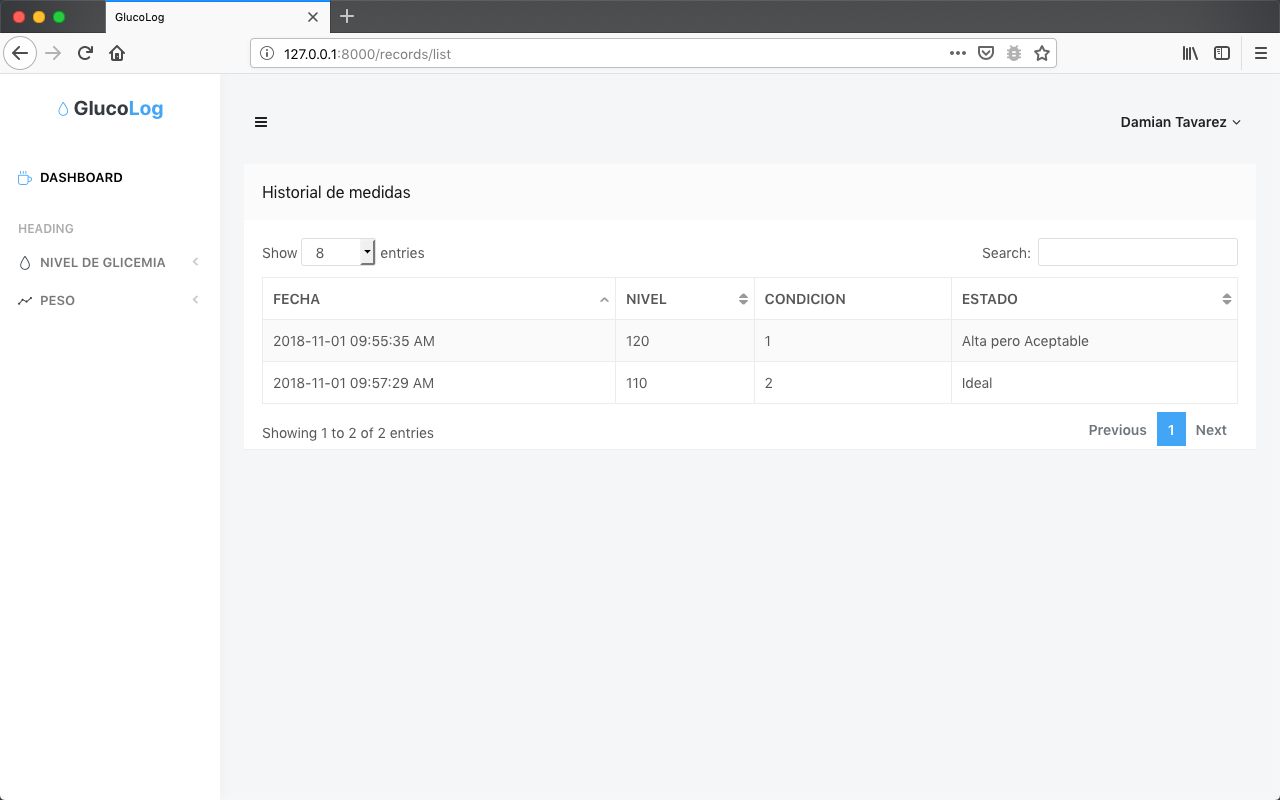 GlucoLog
127.0.0.1:8000/records/list
GlucoLog
Damian Tavarez
DASHBOARD
HEADING
NIVEL DE GLICEMIA
PESO
Historial de medidas
Show 8 entries Search:
FECHA NIVEL CONDICION ESTADO
2018-11-01 09:55:35 AM 120 1 Alta pero Aceptable
2018-11-01 09:57:29 AM 110 2 Ideal
Showing 1 to 2 of 2 entries Previous 1 Next